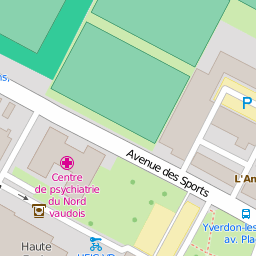 P
Avenue des Sports
Centre
de psychiatrie
du Nord
vaudois
L'An
Yverdon-les
av. Pla
Haute